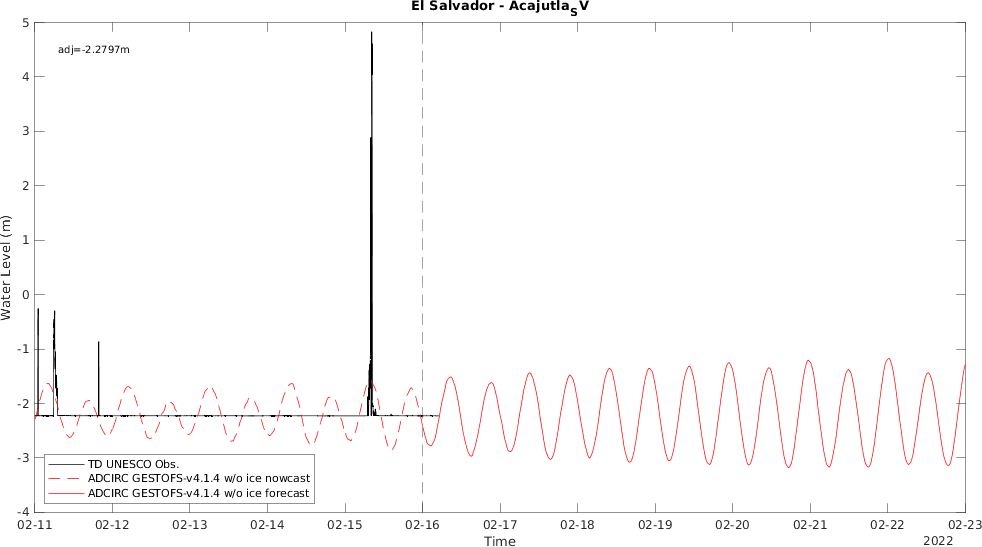 El Salvador - AcajutlaSV
adj=-2.2797m
Water Level (m)
5
4
3
2
1
0
-1
-2
-3
-4
TD UNESCO Obs.
ADCIRC GESTOFS-v4.1.4 w/o ice nowcast
ADCIRC GESTOFS-v4.1.4 w/o ice forecast
02-11 02-12 02-13 02-14 02-15 02-16 02-17 02-18 02-19 02-20 02-21 02-22 02-23
Time
2022